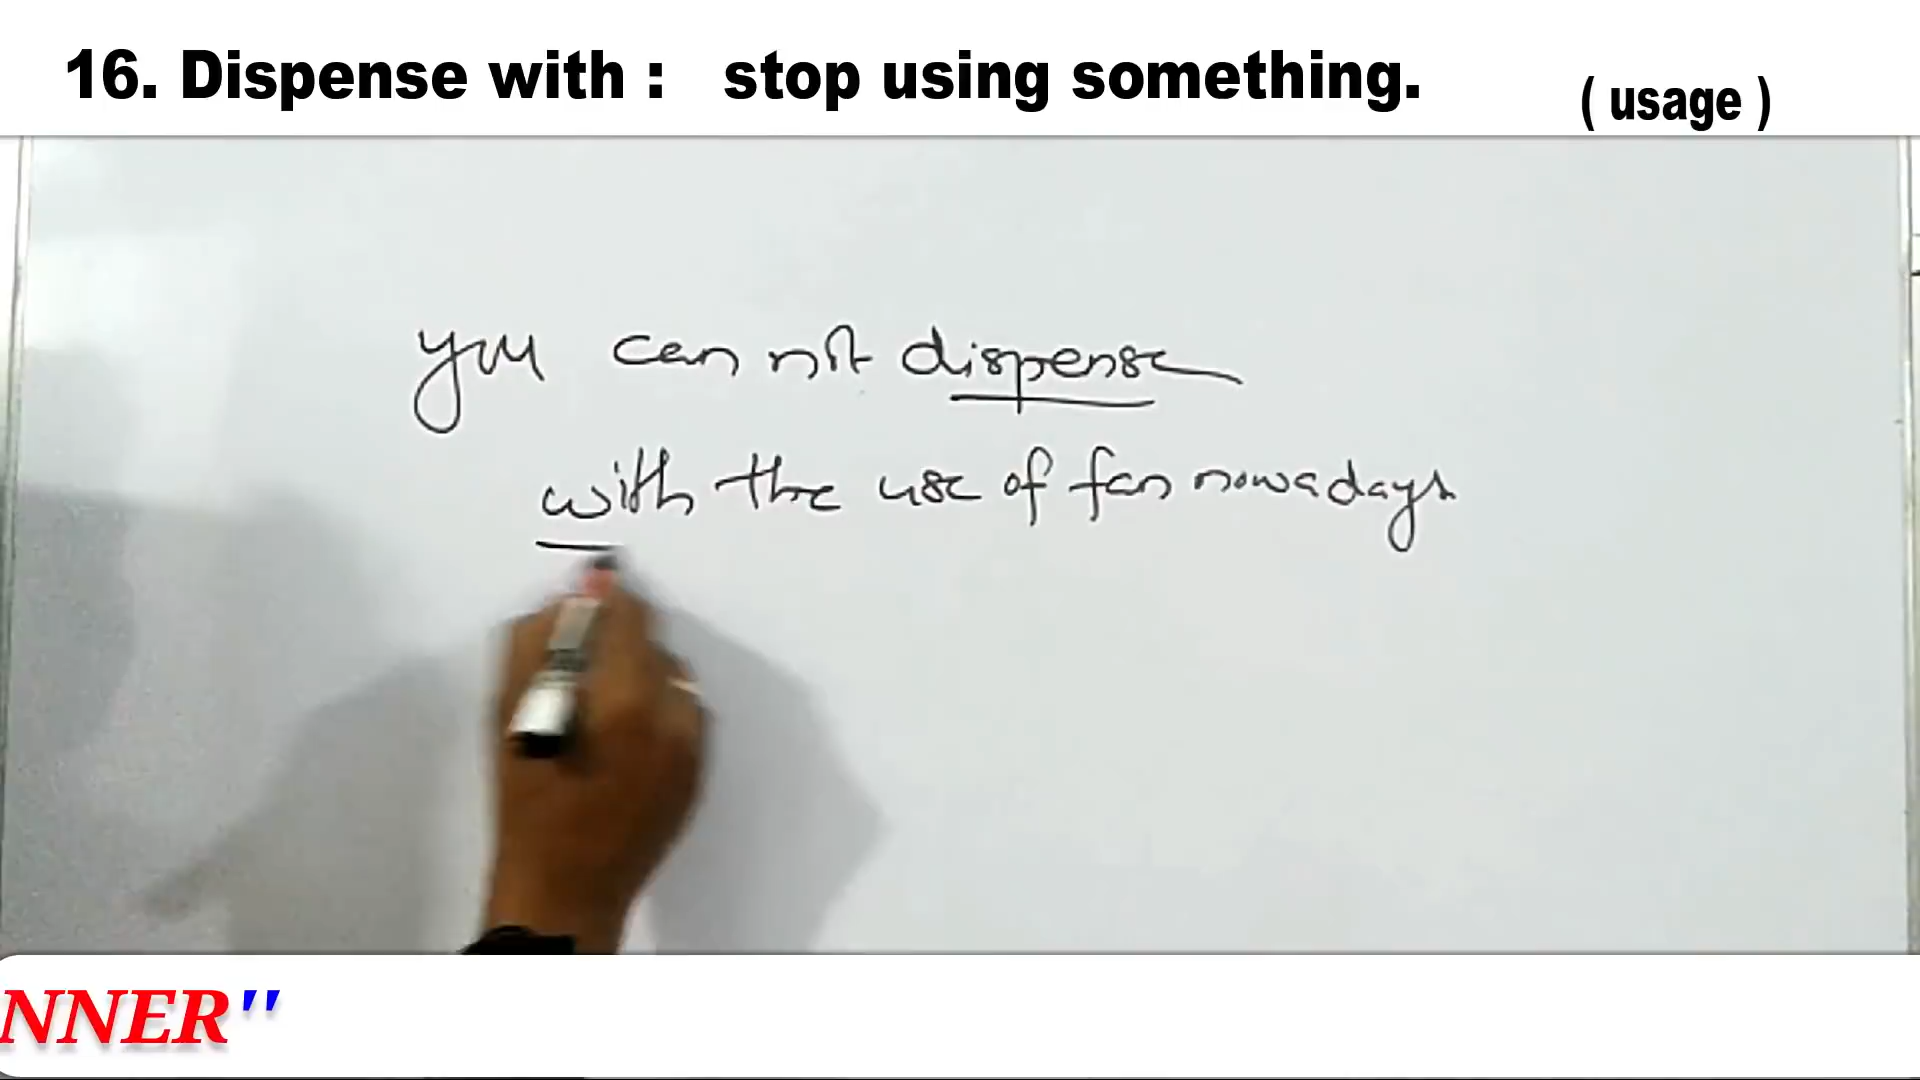 16. Dispense with : stop using something.
( usage )
you can not dispense
with the use of fan nowadays
NNER"